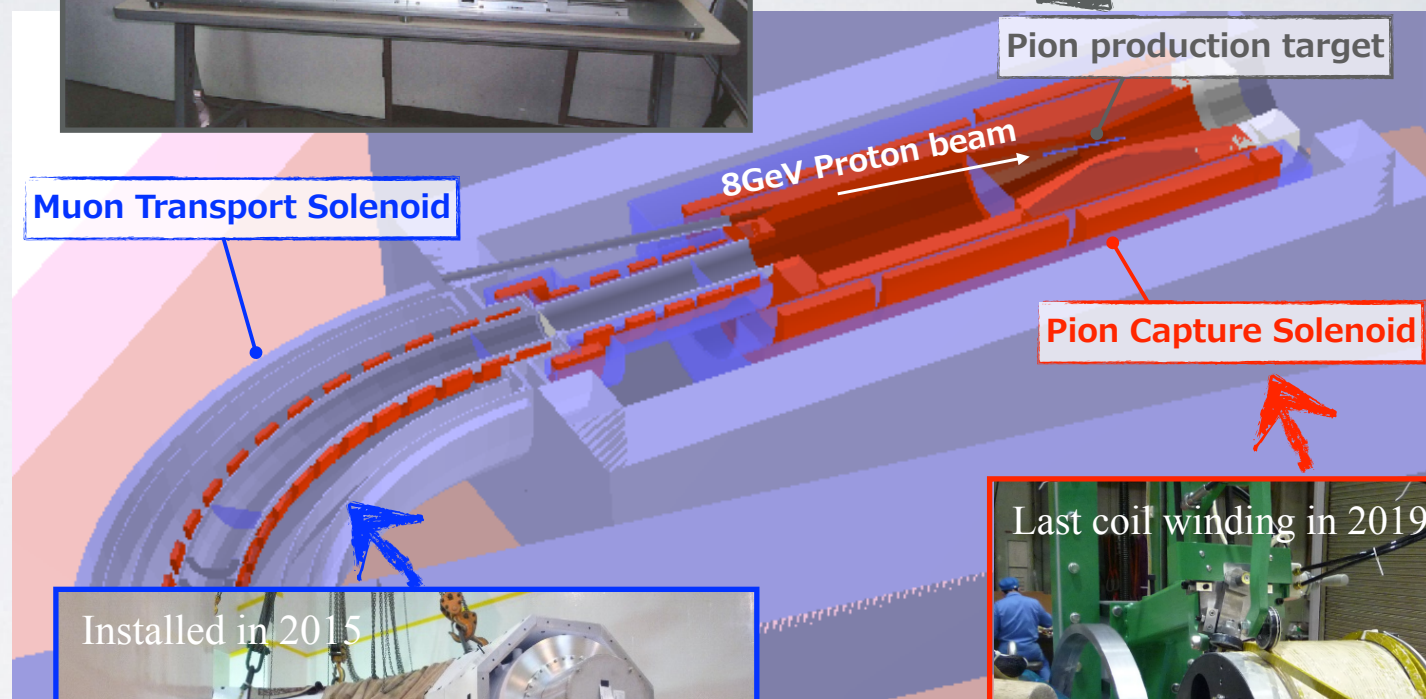 Pion production target
8GeV Proton beam
Muon Transport Solenoid
Pion Capture Solenoid
Last coil winding in 2019
Installed in 2015